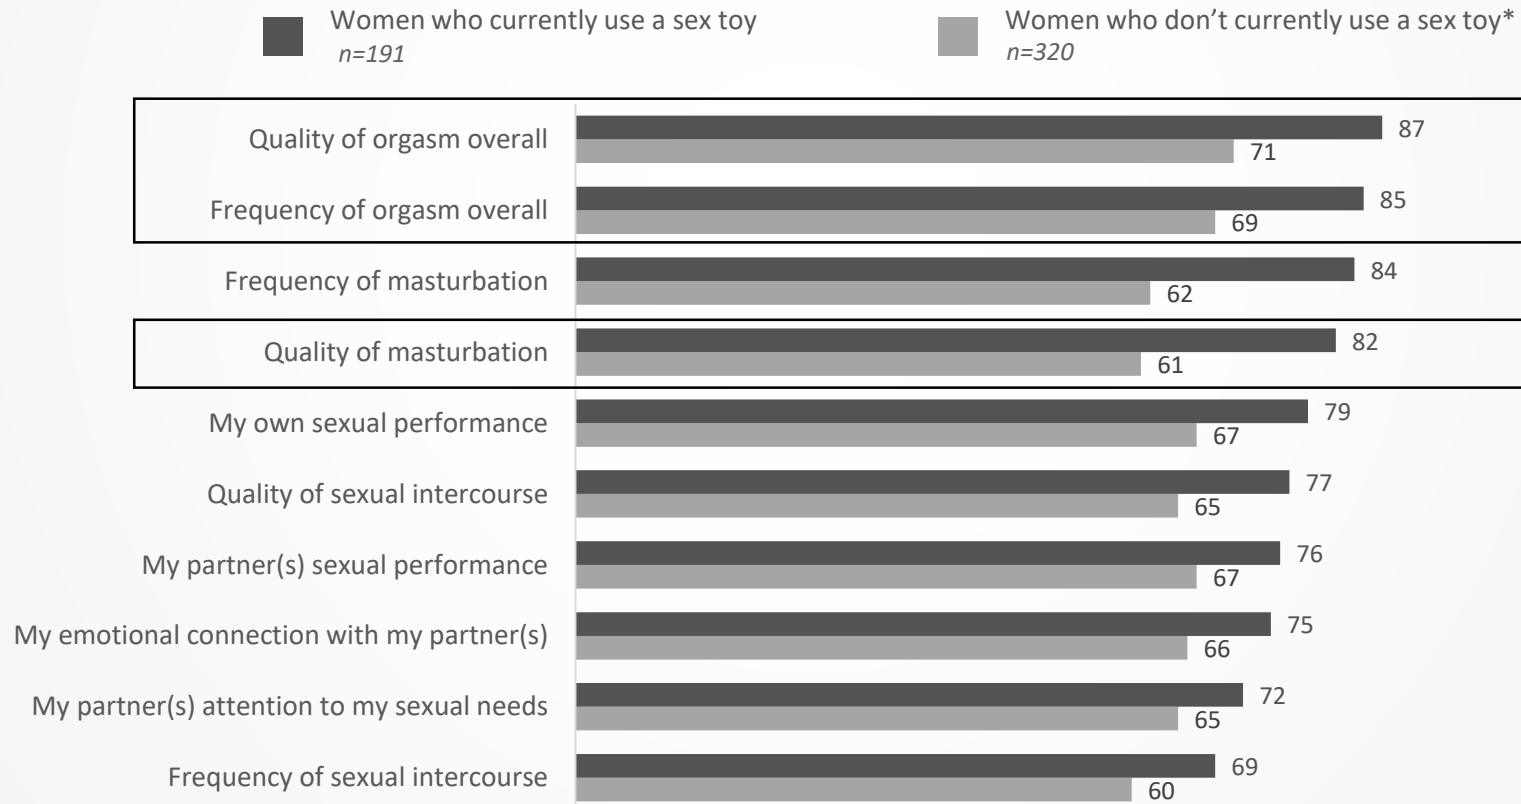 Women who currently use a sex toy
n=191
Women who don’t currently use a sex toy*
n=320
Quality of orgasm overall
87
71
Frequency of orgasm overall
85
69
Frequency of masturbation
84
62
Quality of masturbation
82
61
My own sexual performance
79
67
Quality of sexual intercourse
77
65
My partner(s) sexual performance
76
67
My emotional connection with my partner(s)
75
66
My partner(s) attention to my sexual needs
72
65
Frequency of sexual intercourse
69
60